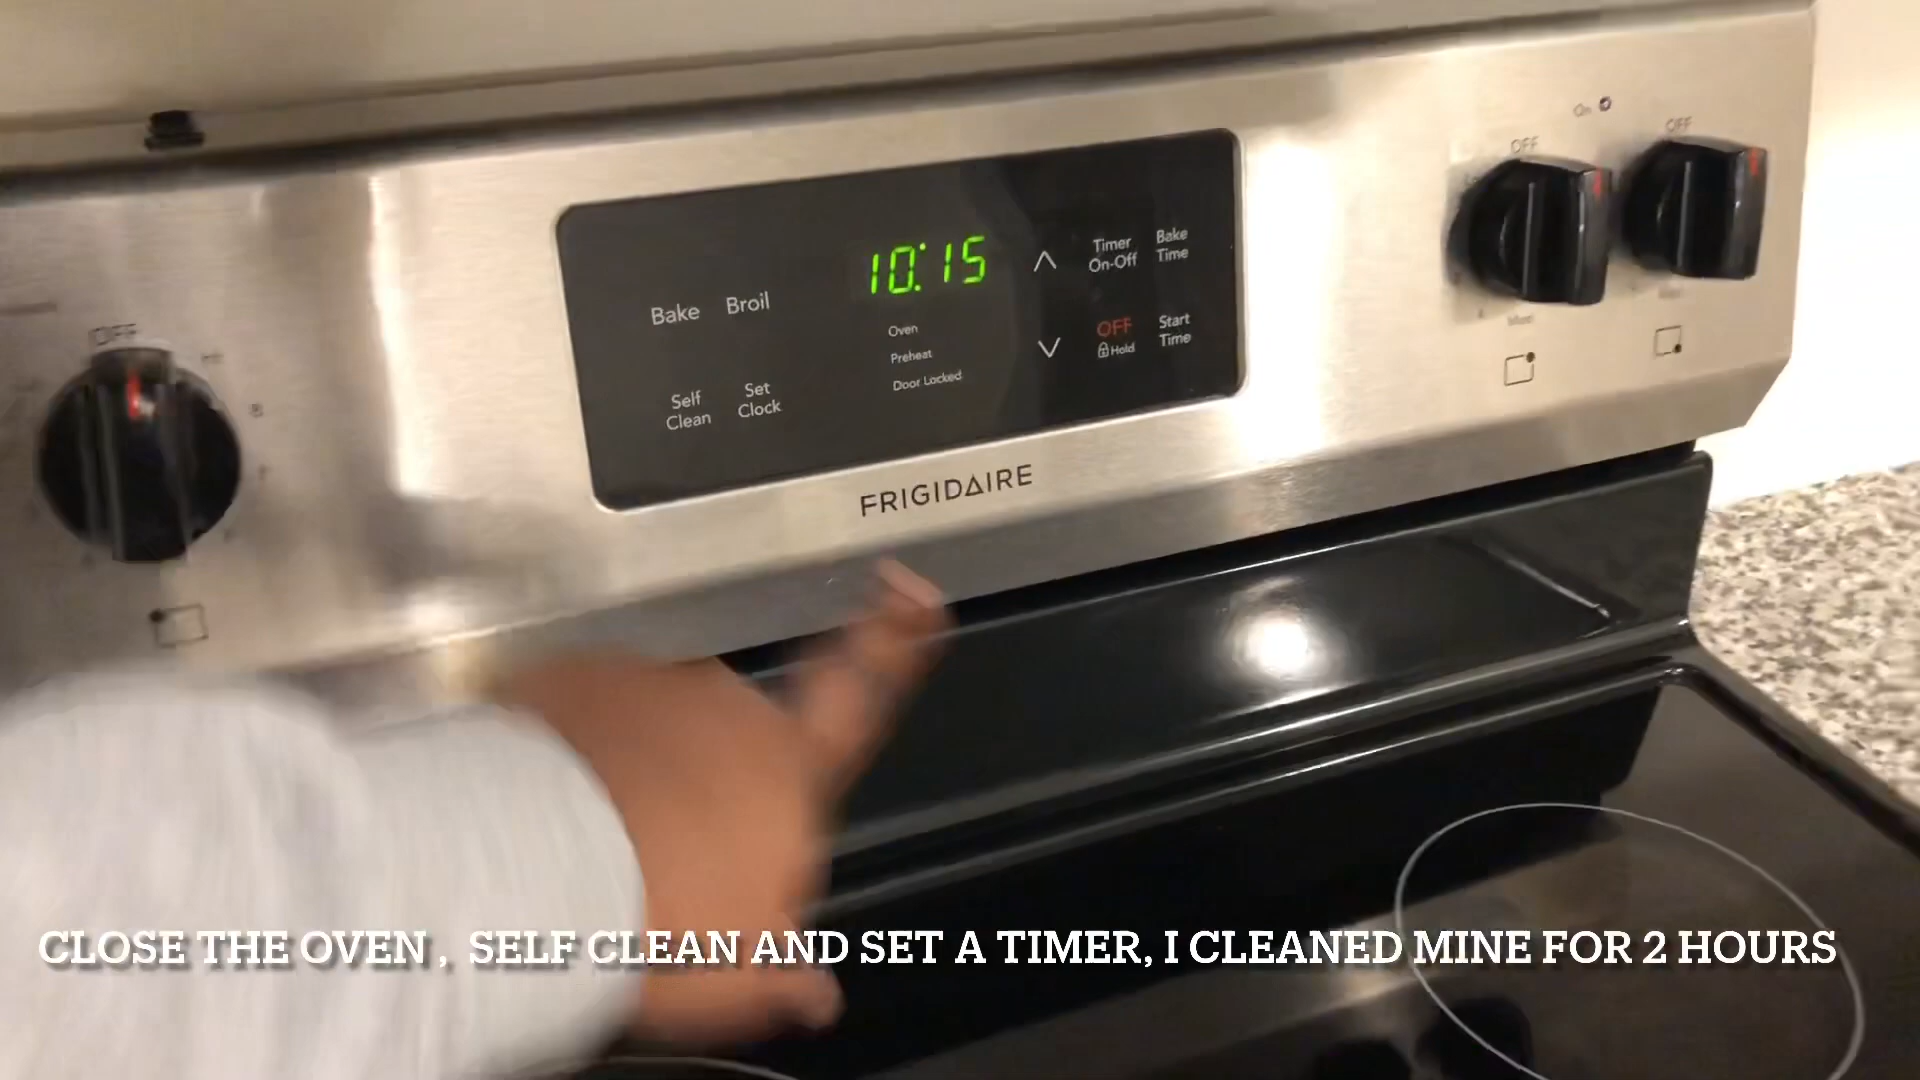 On
OFF
OFF
OFF
10:15
Bake Broil
Timer On-Off
Bake Time
Oven
Preheat
Door Locked
OFF
Hold
Start Time
Self Clean
Set Clock
FRIGIDAIRE
CLOSE THE OVEN , SELF CLEAN AND SET A TIMER, I CLEANED MINE FOR 2 HOURS